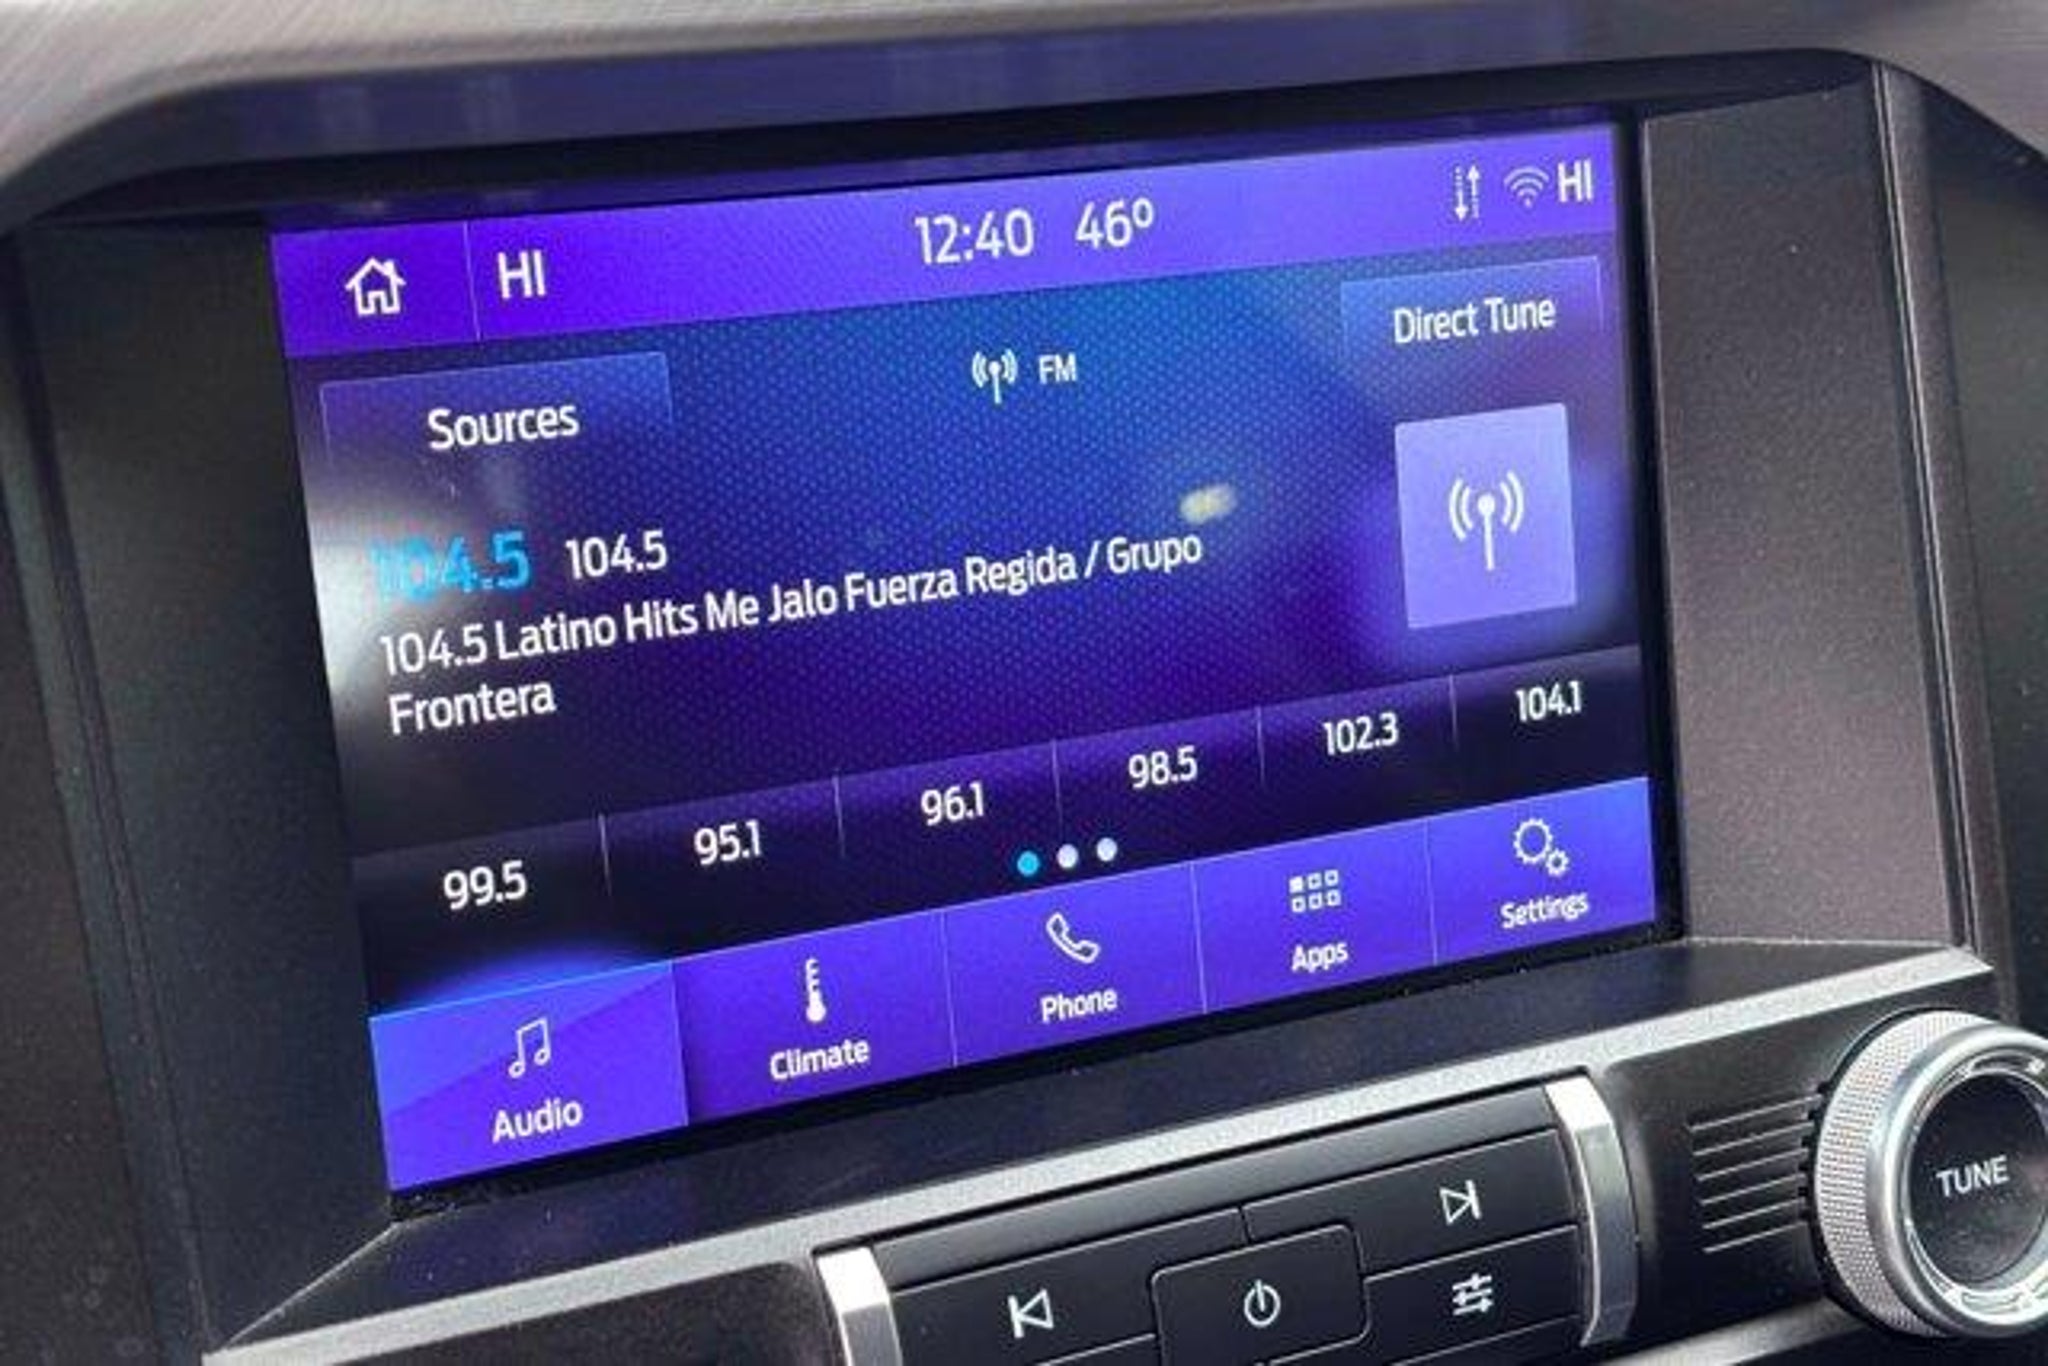 HI 12:40 46° HI
Sources FM Direct Tune
104.5 104.5
104.5 Latino Hits Me Jalo Fuerza Regida / Grupo
Frontera
99.5 95.1 96.1 98.5 102.3 104.1
Audio Climate Phone Apps Settings
TUNE